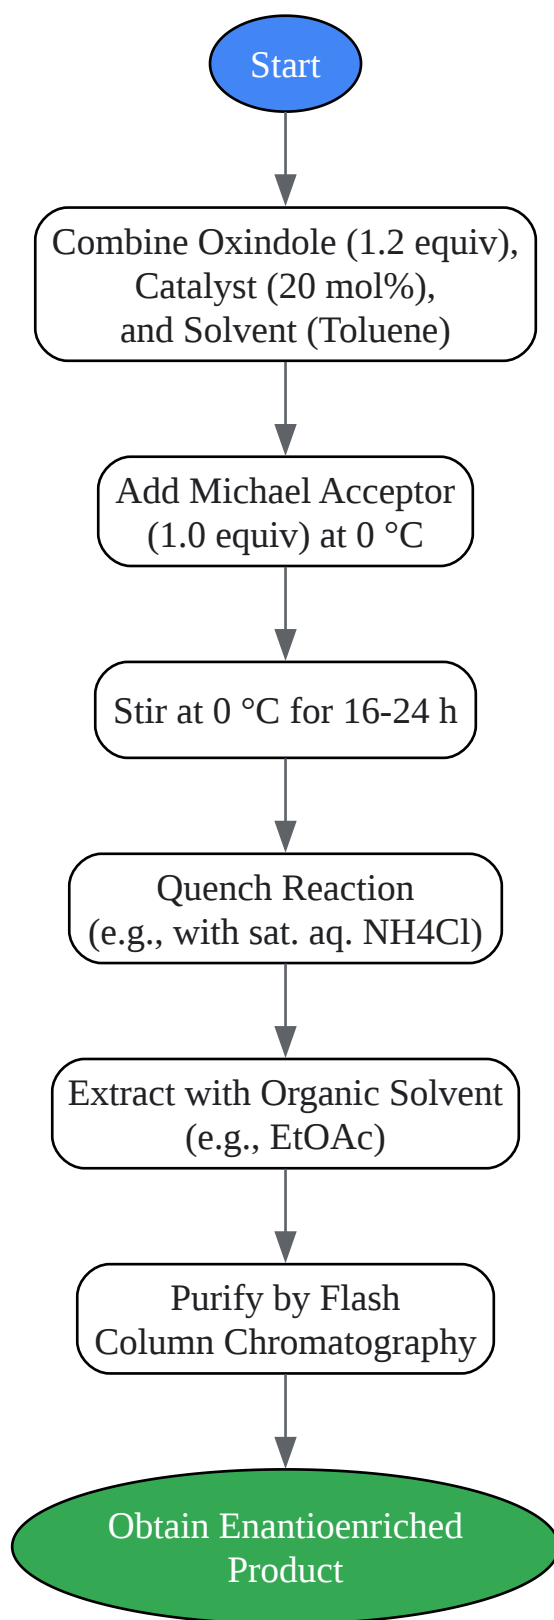 Start
Combine Oxindole (1.2 equiv),
Catalyst (20 mol%),
and Solvent (Toluene)
Add Michael Acceptor
(1.0 equiv) at 0 °C
Stir at 0 °C for 16-24 h
Quench Reaction
(e.g., with sat. aq. NH4Cl)
Extract with Organic Solvent
(e.g., EtOAc)
Purify by Flash
Column Chromatography
Obtain Enantioenriched
Product